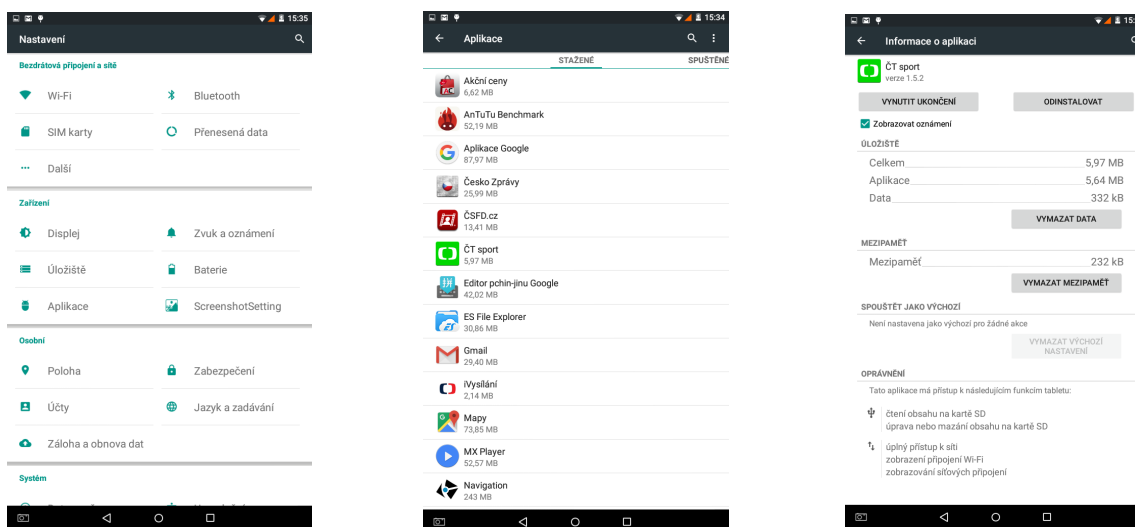 15:35
Nastavení
Bezdrátová připojení a sítě
Wi-Fi
Bluetooth
SIM karty
Přenesená data
Další
Zařízení
Displej
Zvuk a oznámení
Úložiště
Baterie
Aplikace
ScreenshotSetting
Osobní
Poloha
Zabezpečení
Účty
Jazyk a zadávání
Záloha a obnova dat
Systém
15:34
Aplikace
STAŽENÉ
SPUŠTĚNÉ
Akční ceny
6,62 MB
AnTuTu Benchmark
52,19 MB
Aplikace Google
87,97 MB
Česko Zprávy
25,99 MB
ČSFD.cz
13,41 MB
ČT sport
5,97 MB
Editor pchin-jinu Google
42,02 MB
ES File Explorer
30,86 MB
Gmail
29,40 MB
iVysílání
2,14 MB
Mapy
73,85 MB
MX Player
52,57 MB
Navigation
243 MB
Informace o aplikaci
ČT sport
verze 1.5.2
VYNUTIT UKONČENÍ
ODINSTALOVAT
Zobrazovat oznámení
ÚLOŽIŠTĚ
Celkem 5,97 MB
Aplikace 5,64 MB
Data 332 kB
VYMAZAT DATA
MEZIPAMĚŤ
Mezipaměť 232 kB
VYMAZAT MEZIPAMĚŤ
SPOUŠTĚT JAKO VÝCHOZÍ
Není nastavena jako výchozí pro žádné akce
VYMAZAT VÝCHOZÍ
NASTAVENÍ
OPRÁVNĚNÍ
Tato aplikace má přístup k následujícím funkcím tabletu:
čtení obsahu na kartě SD
úprava nebo mazání obsahu na kartě SD
úplný přístup k síti
zobrazení připojení Wi-Fi
zobrazování síťových připojení